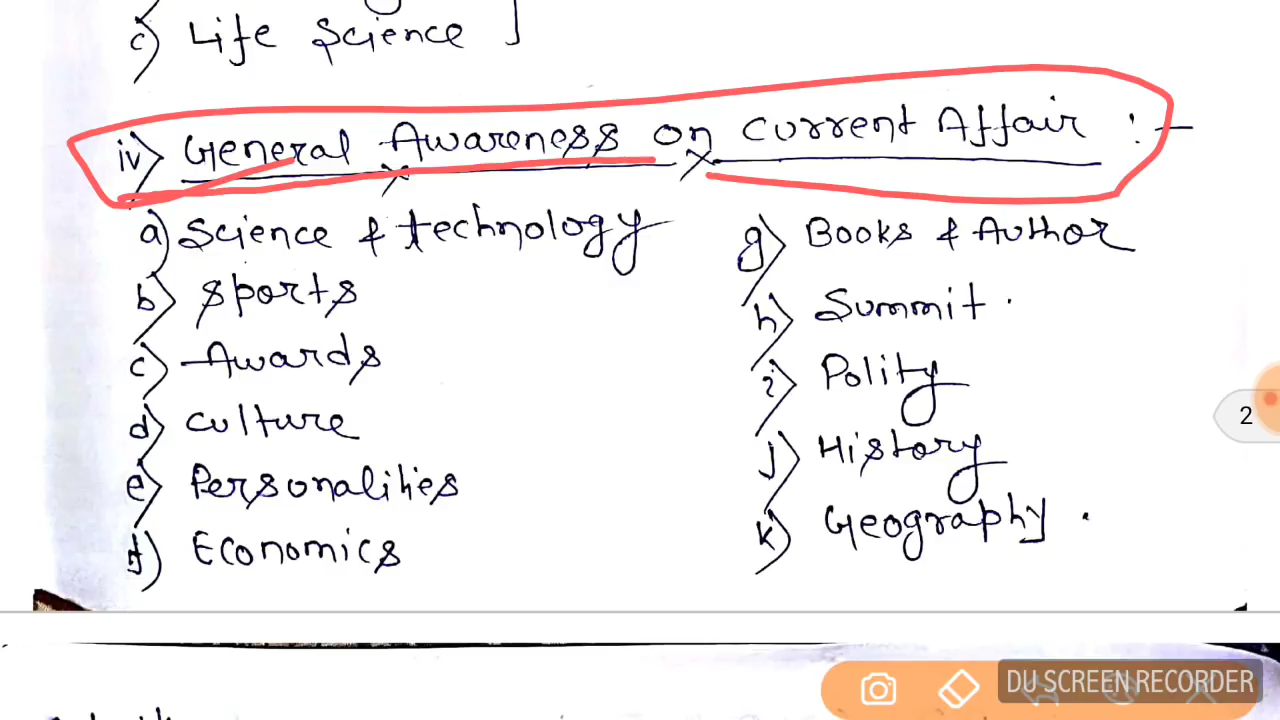 c) Life Science ]
iv) General Awareness on Current Affair :-
a) Science & technology
b) Sports
c) Awards
d) Culture
e) Personalities
f) Economics
g) Books & Author
h) Summit.
i) Polity
j) History
k) Geography.
2
DU SCREEN RECORDER